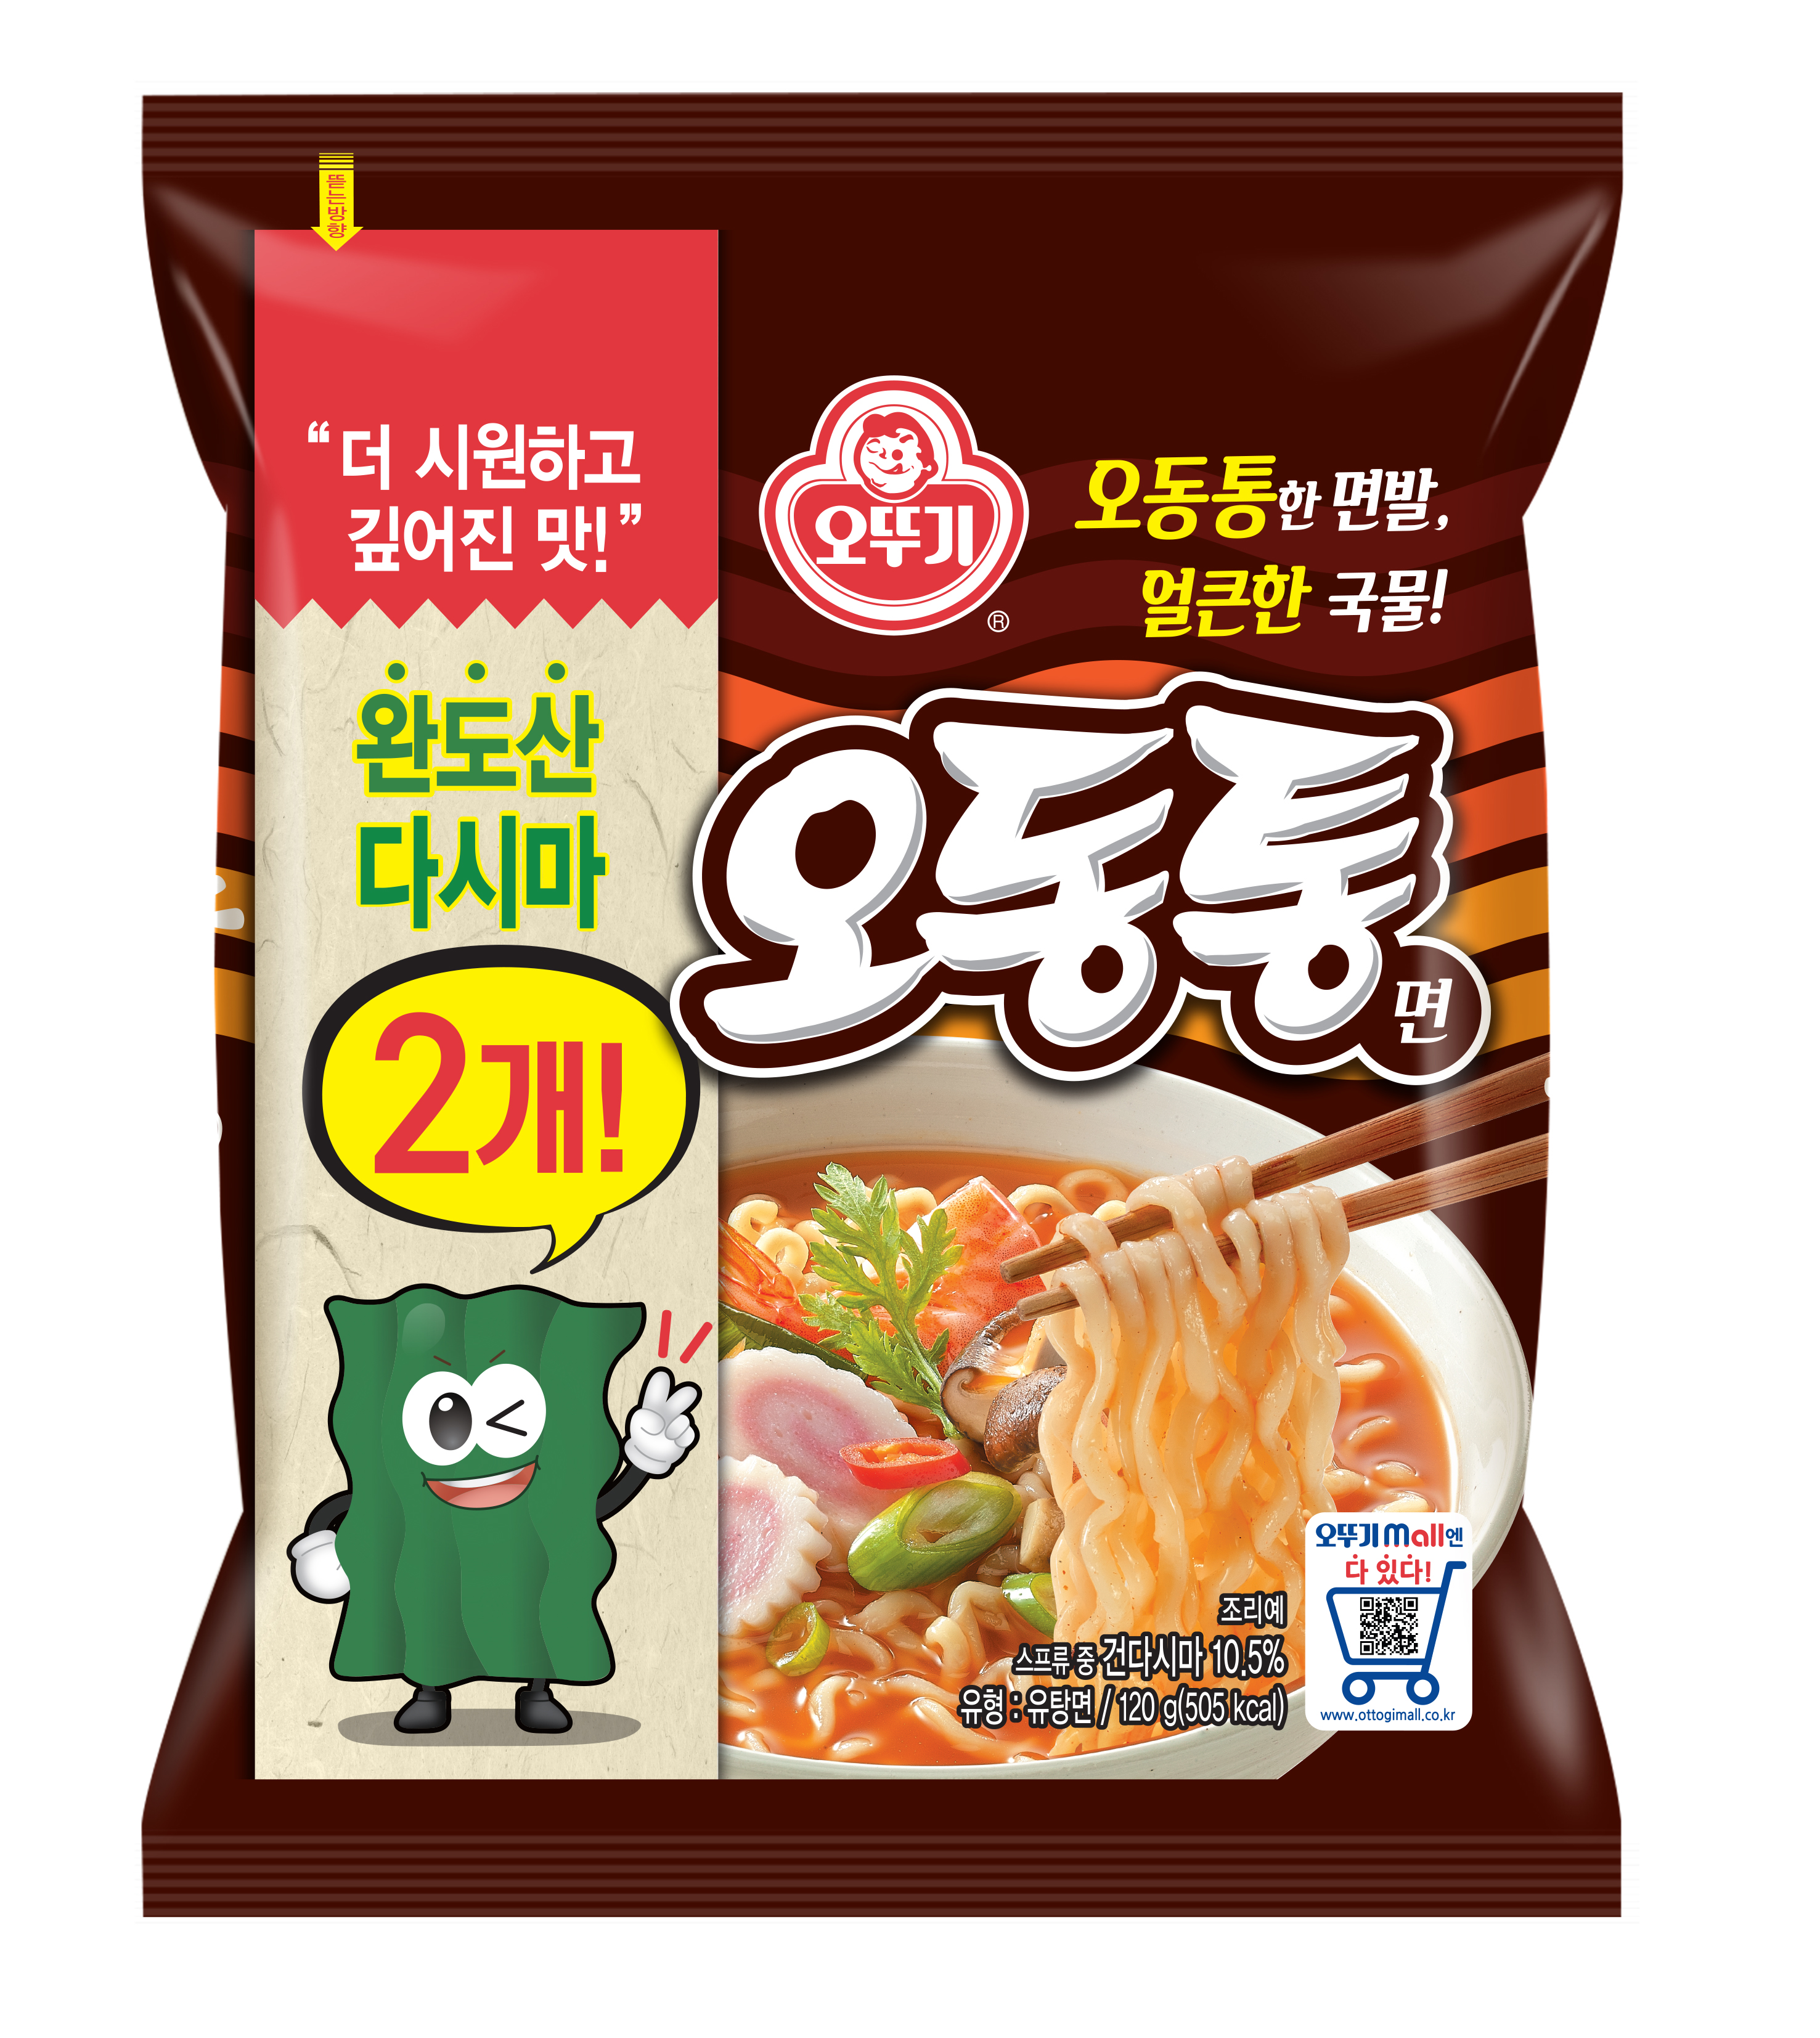 뜯는방향
“더 시원하고
깊어진 맛!”
완도산
다시마
2개!
오뚜기
®
오동통한 면발,
얼큰한 국물!
오동통
면
조리예
스프류 중 건다시마 10.5%
유형 : 유탕면 / 120 g(505 kcal)
오뚜기mall엔
다 있다!
www.ottogimall.co.kr